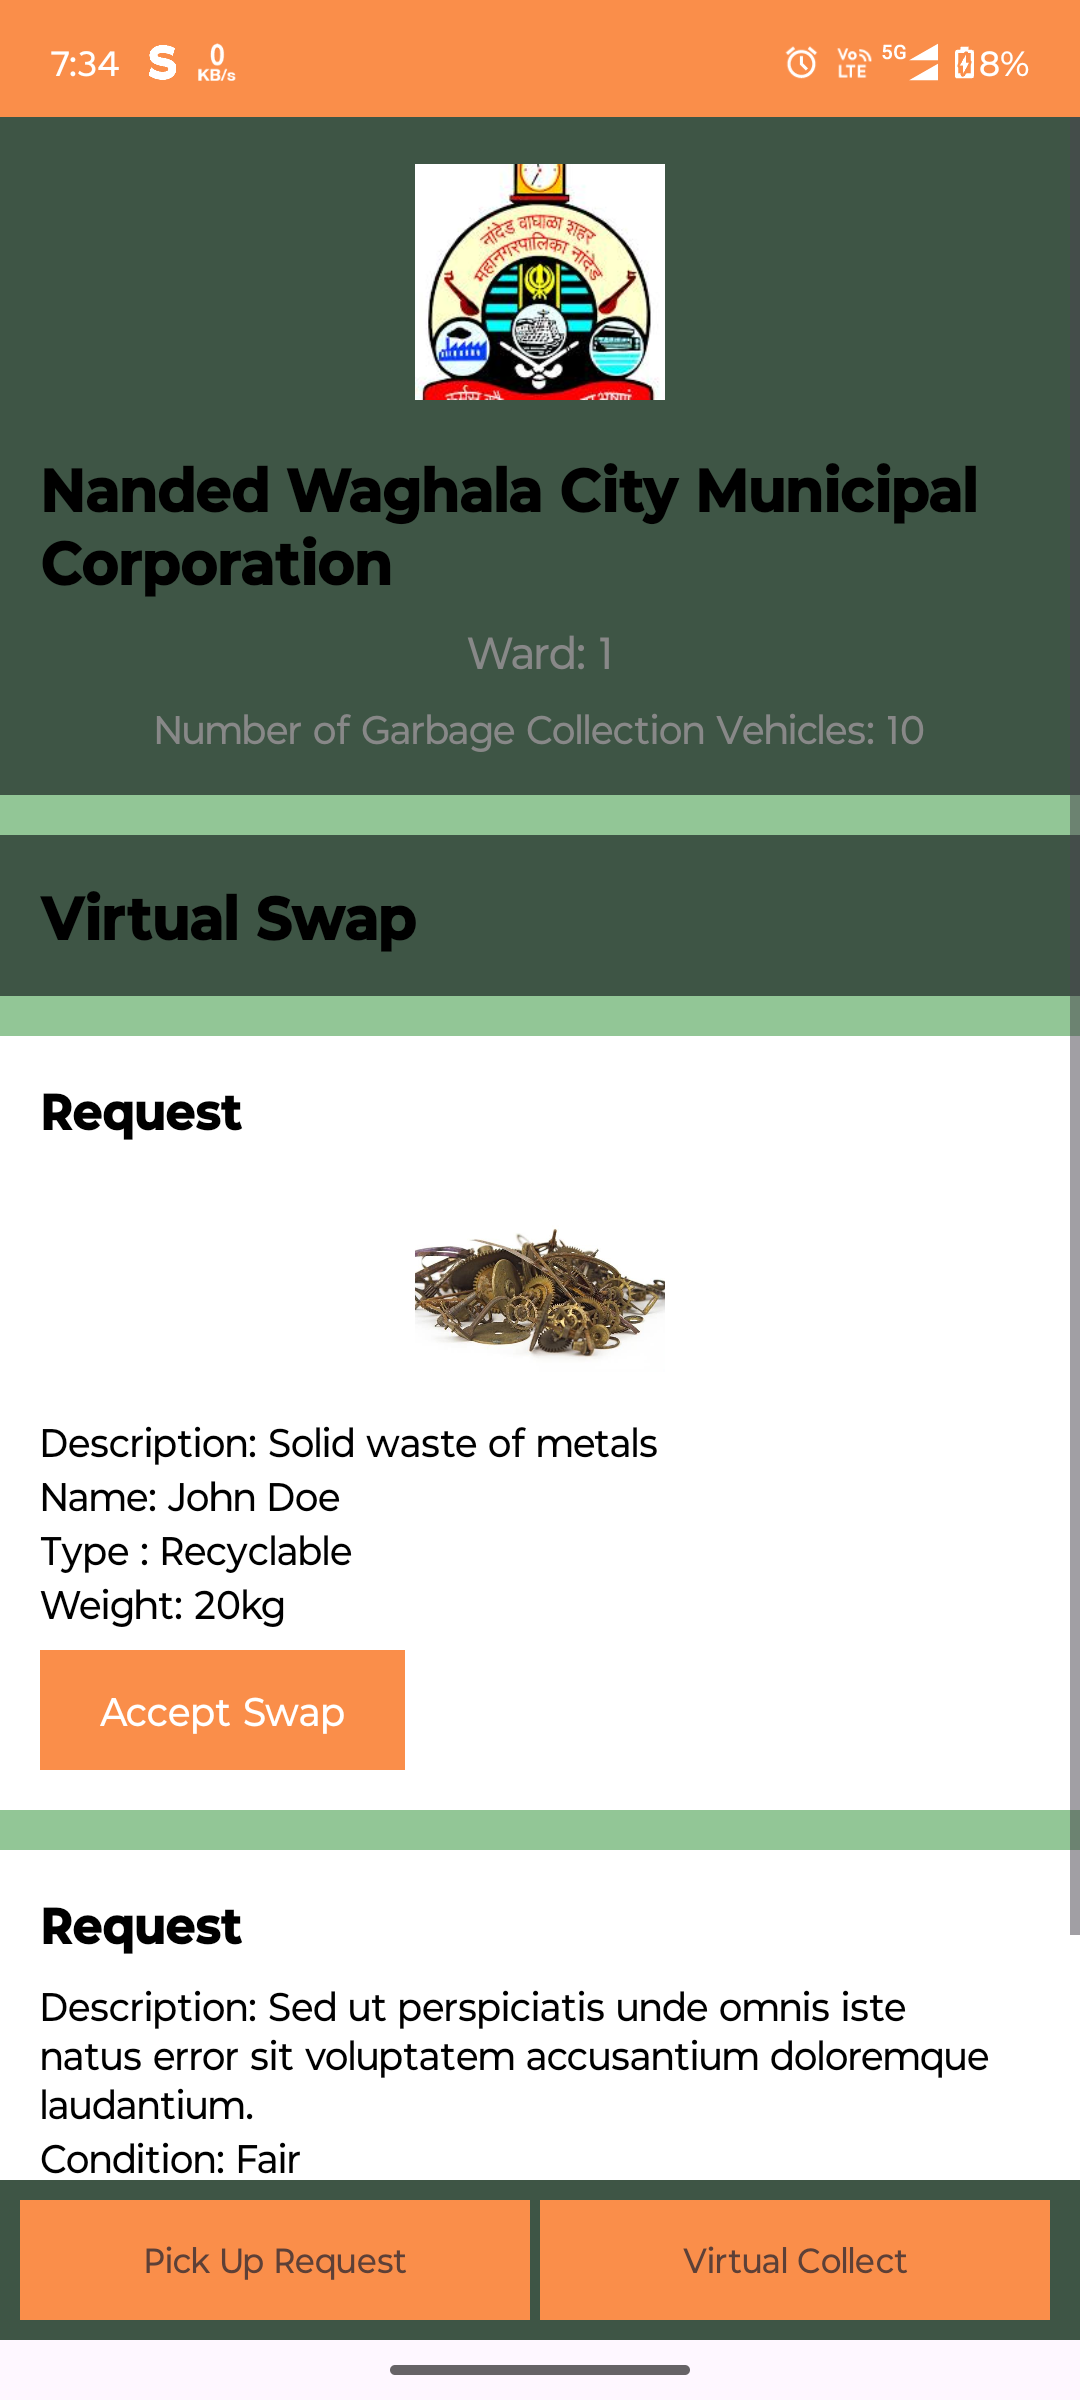 7:34 S 0 KB/s VoLTE 5G 8%
नांदेड वाघाळा शहर
महानगरपालिका नांदेड
Nanded Waghala City Municipal
Corporation
Ward: 1
Number of Garbage Collection Vehicles: 10
Virtual Swap
Request
Description: Solid waste of metals
Name: John Doe
Type : Recyclable
Weight: 20kg
Accept Swap
Request
Description: Sed ut perspiciatis unde omnis iste
natus error sit voluptatem accusantium doloremque
laudantium.
Condition: Fair
Pick Up Request
Virtual Collect